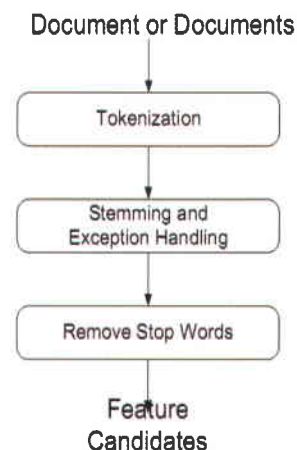 Document or Documents
Tokenization
Stemming and
Exception Handling
Remove Stop Words
Feature
Candidates